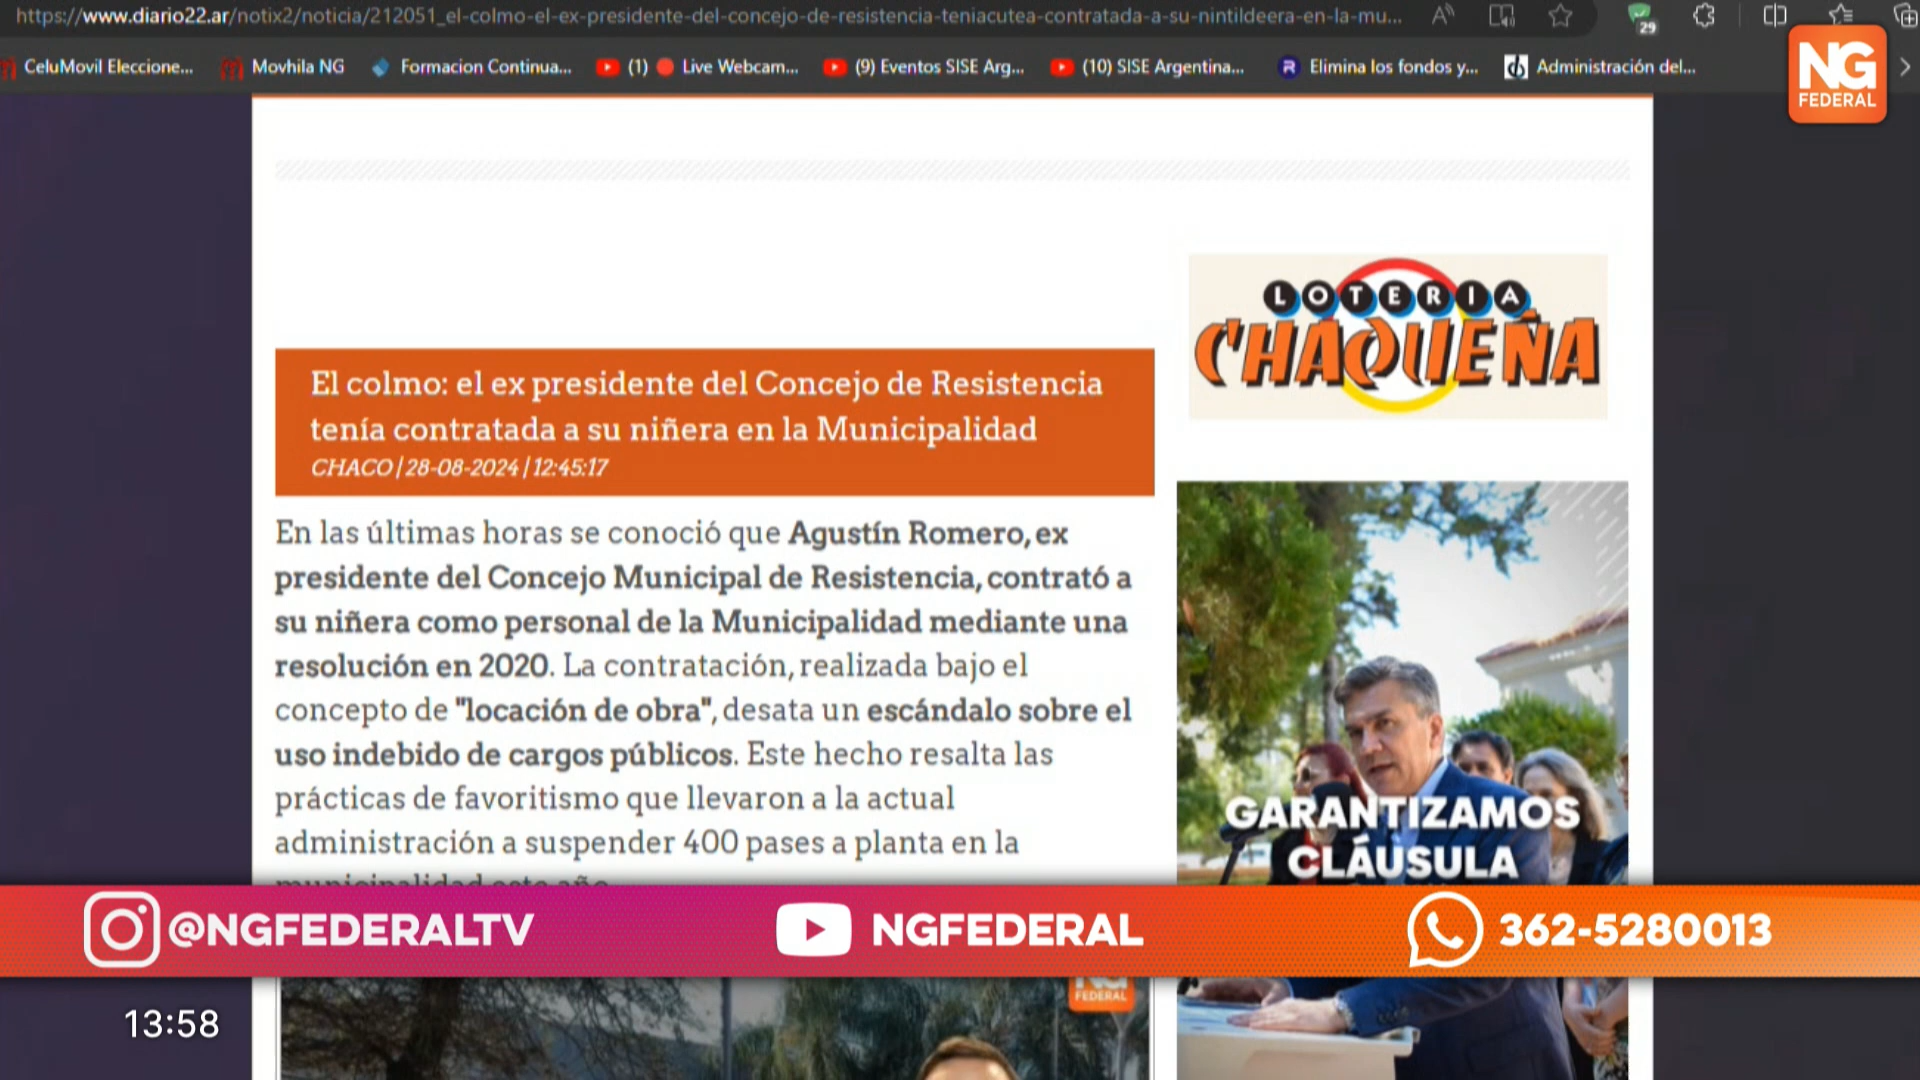 https://www.diario22.ar/notix2/noticia/212051_el-colmo-el-ex-presidente-del-concejo-de-resistencia-teniacutea-contratada-a-su-nintildeera-en-la-mu...
29
CeluMovil Eleccione...
Movhila NG
Formacion Continua...
(1)
Live Webcam...
(9) Eventos SISE Arg...
(10) SISE Argentina...
R
Elimina los fondos y...
Administración del...
NG
FEDERAL
LOTERIA
CHAQUEÑA
El colmo: el ex presidente del Concejo de Resistencia
tenía contratada a su niñera en la Municipalidad
CHACO | 28-08-2024 | 12:45:17
En las últimas horas se conoció que Agustín Romero, ex
presidente del Concejo Municipal de Resistencia, contrató a
su niñera como personal de la Municipalidad mediante una
resolución en 2020. La contratación, realizada bajo el
concepto de "locación de obra", desata un escándalo sobre el
uso indebido de cargos públicos. Este hecho resalta las
prácticas de favoritismo que llevaron a la actual
administración a suspender 400 pases a planta en la
municipalidad este año.
GARANTIZAMOS
CLÁUSULA
@NGFEDERALTV
NGFEDERAL
362-5280013
NG
FEDERAL
13:58